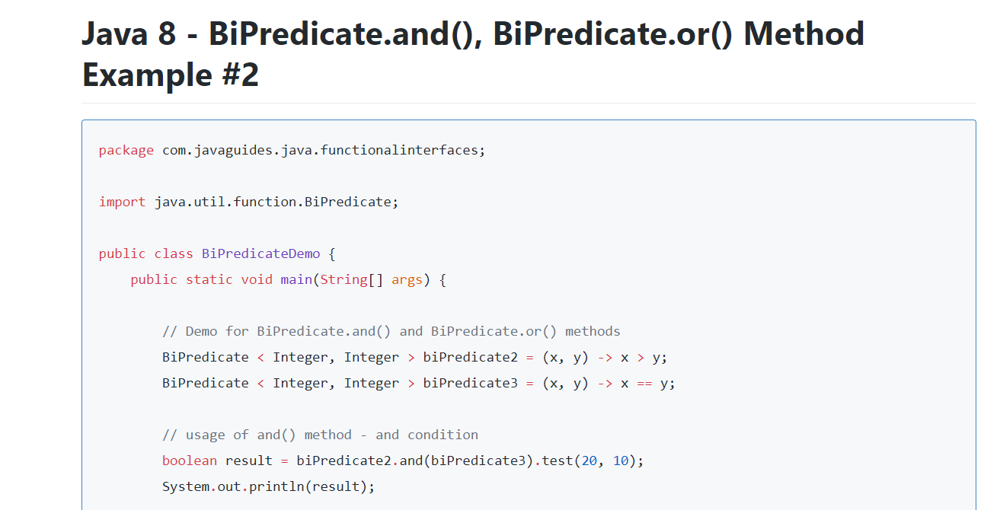 Java 8 - BiPredicate.and(), BiPredicate.or() Method
Example #2
package com.javaguides.java.functionalinterfaces;
import java.util.function.BiPredicate;
public class BiPredicateDemo {
public static void main(String[] args) {
// Demo for BiPredicate.and() and BiPredicate.or() methods
BiPredicate < Integer, Integer > biPredicate2 = (x, y) -> x > y;
BiPredicate < Integer, Integer > biPredicate3 = (x, y) -> x == y;
// usage of and() method - and condition
boolean result = biPredicate2.and(biPredicate3).test(20, 10);
System.out.println(result);